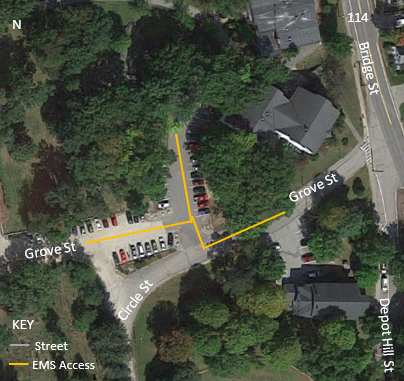 N
114
Bridge St
Grove St
Grove St
Circle St
Depot Hill St
KEY
Street
EMS Access